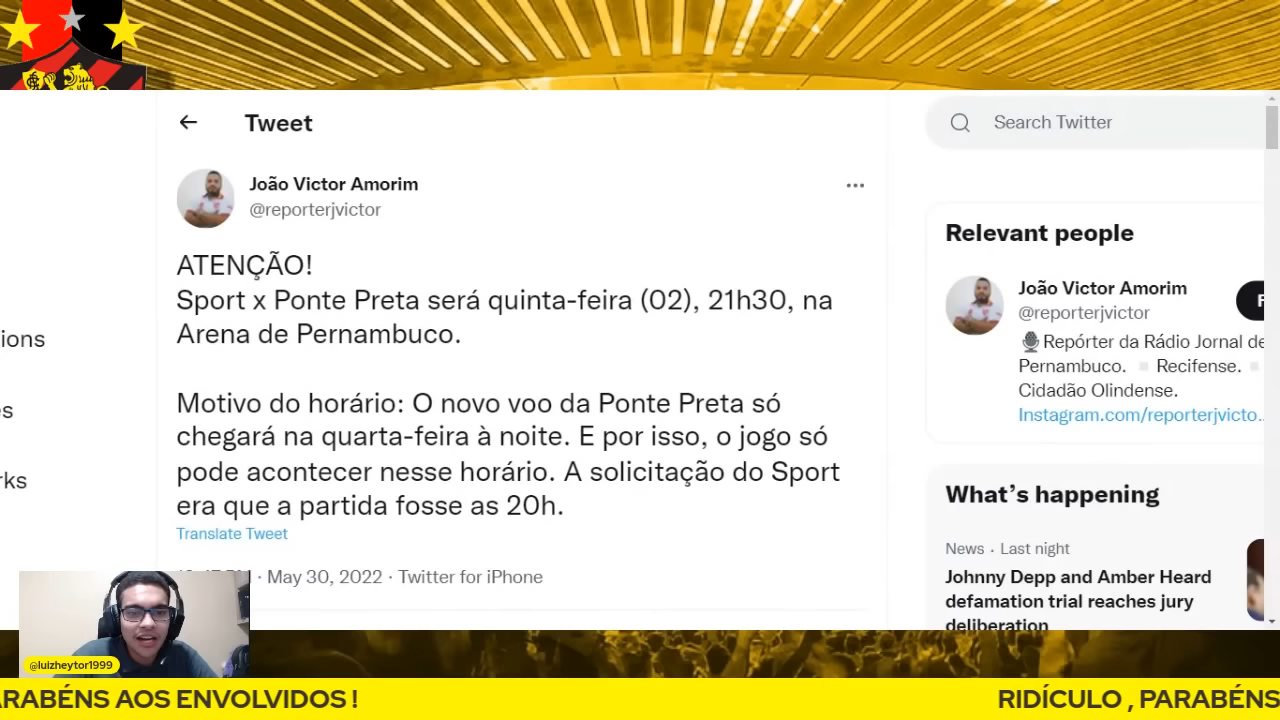 Tweet
Search Twitter
João Victor Amorim
@reporterjvictor
ATENÇÃO!
Sport x Ponte Preta será quinta-feira (02), 21h30, na
Arena de Pernambuco.
Motivo do horário: O novo voo da Ponte Preta só
chegará na quarta-feira à noite. E por isso, o jogo só
pode acontecer nesse horário. A solicitação do Sport
era que a partida fosse as 20h.
Translate Tweet
· May 30, 2022 · Twitter for iPhone
ions
es
rks
Relevant people
João Victor Amorim
@reporterjvictor
F
Repórter da Rádio Jornal de
Pernambuco. Recifense.
Cidadão Olindense.
Instagram.com/reporterjvicto..
What's happening
News · Last night
Johnny Depp and Amber Heard
defamation trial reaches jury
deliberation
@luizheytor1999
RABÉNS AOS ENVOLVIDOS ! RIDÍCULO , PARABÉNS